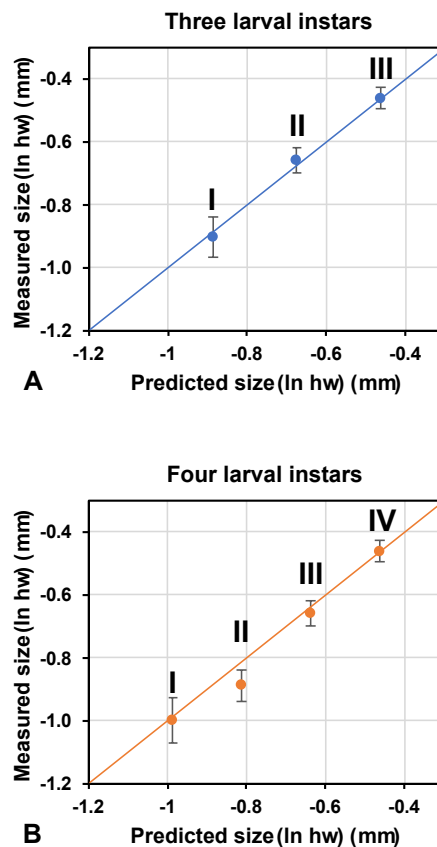 Three larval instars
Measured size (ln hw) (mm)
-0.4
-0.6
-0.8
-1.0
-1.2
I
II
III
-1.2
-1
-0.8
-0.6
-0.4
Predicted size (ln hw) (mm)
A
Four larval instars
Measured size (ln hw) (mm)
-0.4
-0.6
-0.8
-1.0
-1.2
I
II
III
IV
-1.2
-1
-0.8
-0.6
-0.4
Predicted size (ln hw) (mm)
B